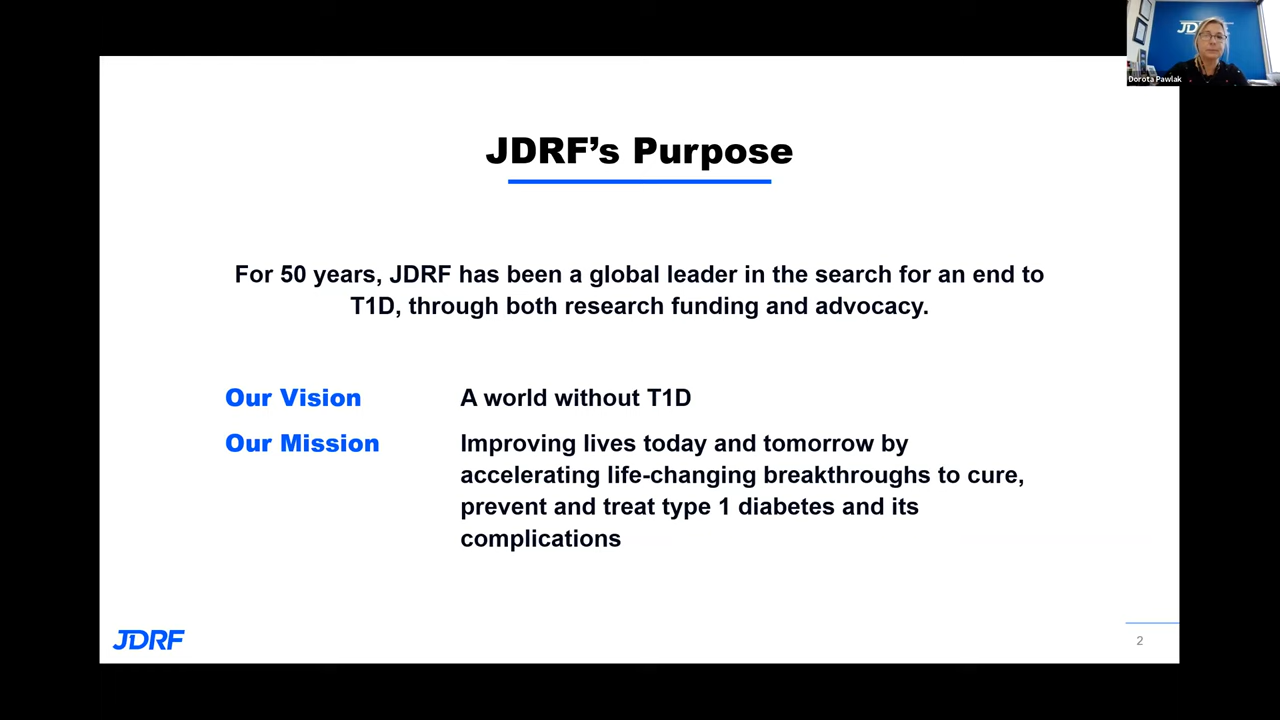 JDRF
Dorota Pawlak
JDRF’s Purpose
For 50 years, JDRF has been a global leader in the search for an end to
T1D, through both research funding and advocacy.
Our Vision A world without T1D
Our Mission Improving lives today and tomorrow by
accelerating life-changing breakthroughs to cure,
prevent and treat type 1 diabetes and its
complications
JDRF
2